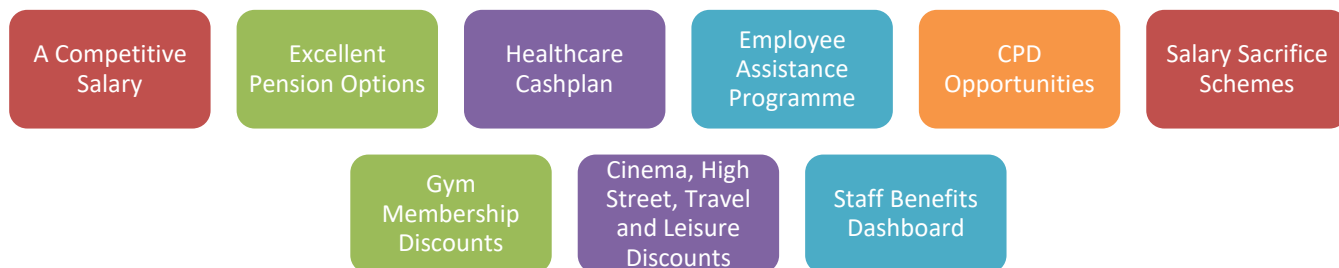 A Competitive
Salary
Excellent
Pension Options
Healthcare
Cashplan
Employee
Assistance
Programme
CPD
Opportunities
Salary Sacrifice
Schemes
Gym
Membership
Discounts
Cinema, High
Street, Travel
and Leisure
Discounts
Staff Benefits
Dashboard